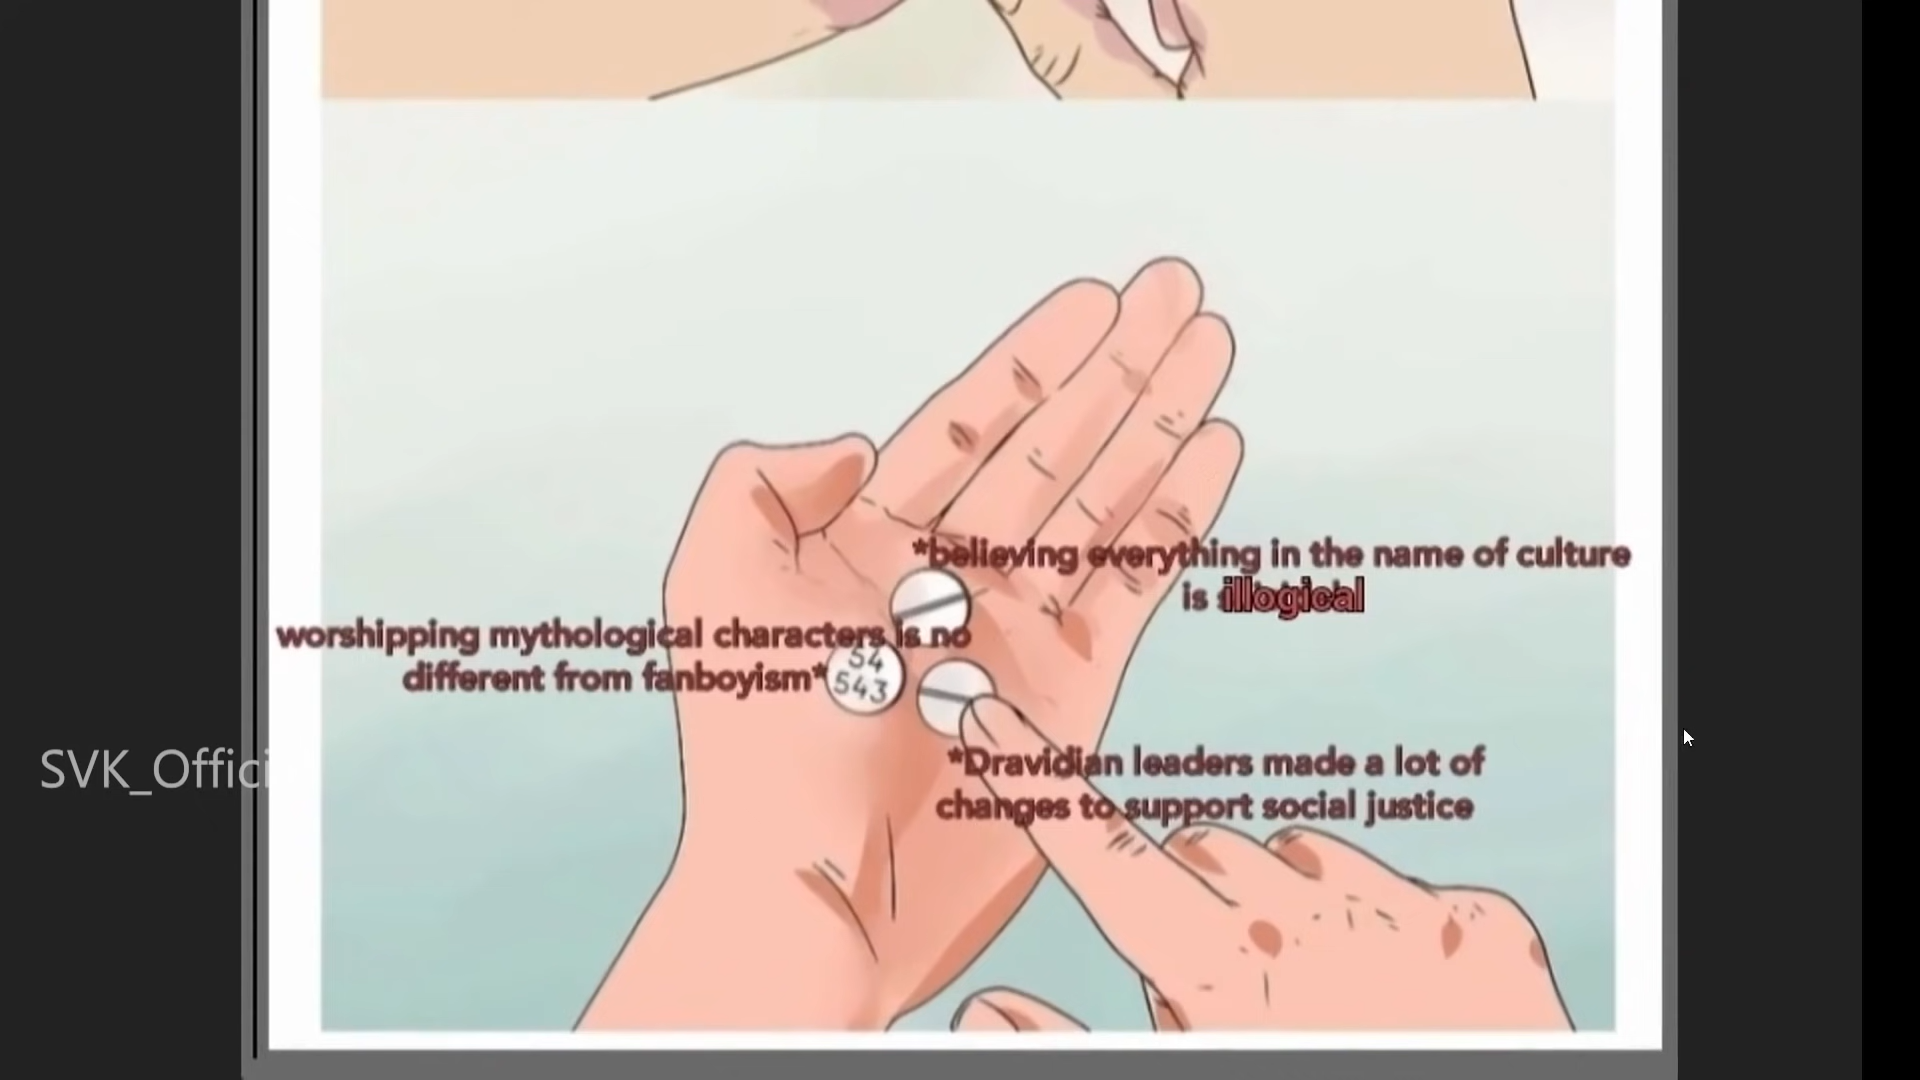 *believing everything in the name of culture
is illogical
worshipping mythological characters is no
different from fanboyism*
54
543
*Dravidian leaders made a lot of
changes to support social justice
SVK_Offici